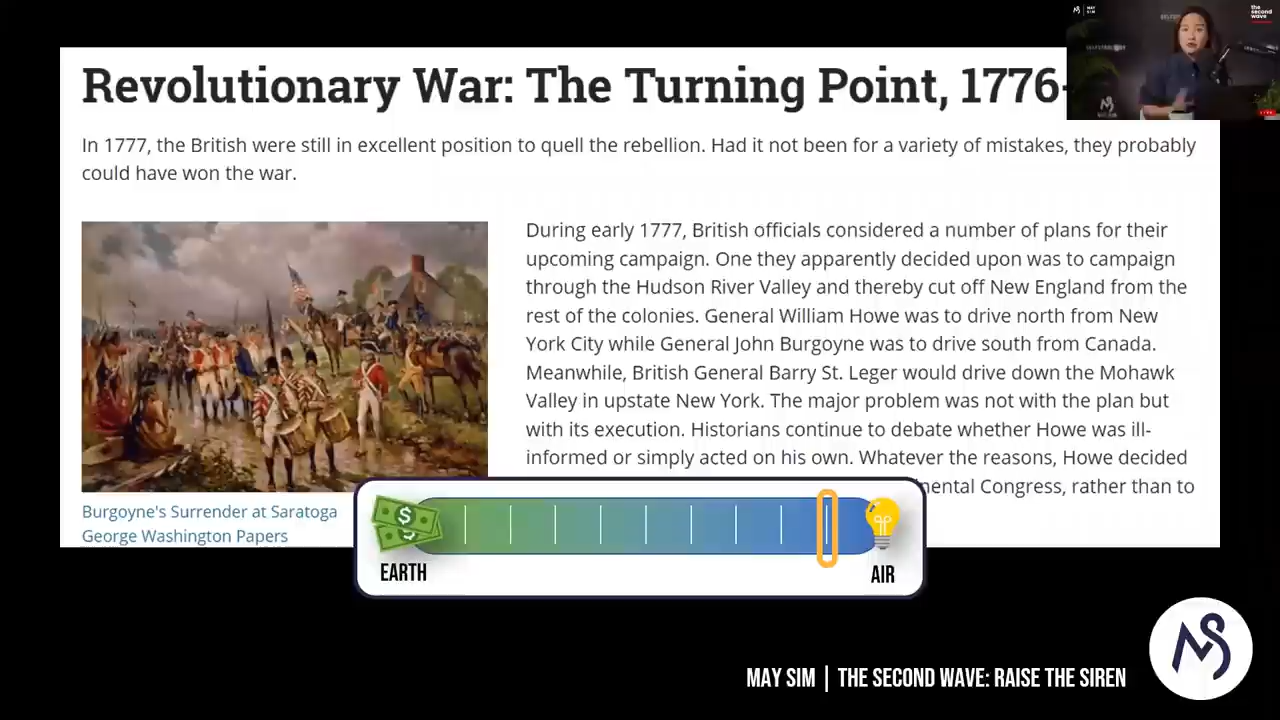 Revolutionary War: The Turning Point, 1776-
In 1777, the British were still in excellent position to quell the rebellion. Had it not been for a variety of mistakes, they probably
could have won the war.
During early 1777, British officials considered a number of plans for their
upcoming campaign. One they apparently decided upon was to campaign
through the Hudson River Valley and thereby cut off New England from the
rest of the colonies. General William Howe was to drive north from New
York City while General John Burgoyne was to drive south from Canada.
Meanwhile, British General Barry St. Leger would drive down the Mohawk
Valley in upstate New York. The major problem was not with the plan but
with its execution. Historians continue to debate whether Howe was ill-
informed or simply acted on his own. Whatever the reasons, Howe decided
Congress, rather than to
Burgoyne's Surrender at Saratoga
George Washington Papers
EARTH
AIR
MAY SIM | THE SECOND WAVE: RAISE THE SIREN
MS
MAY
SIM
the
second
wave
LIVE